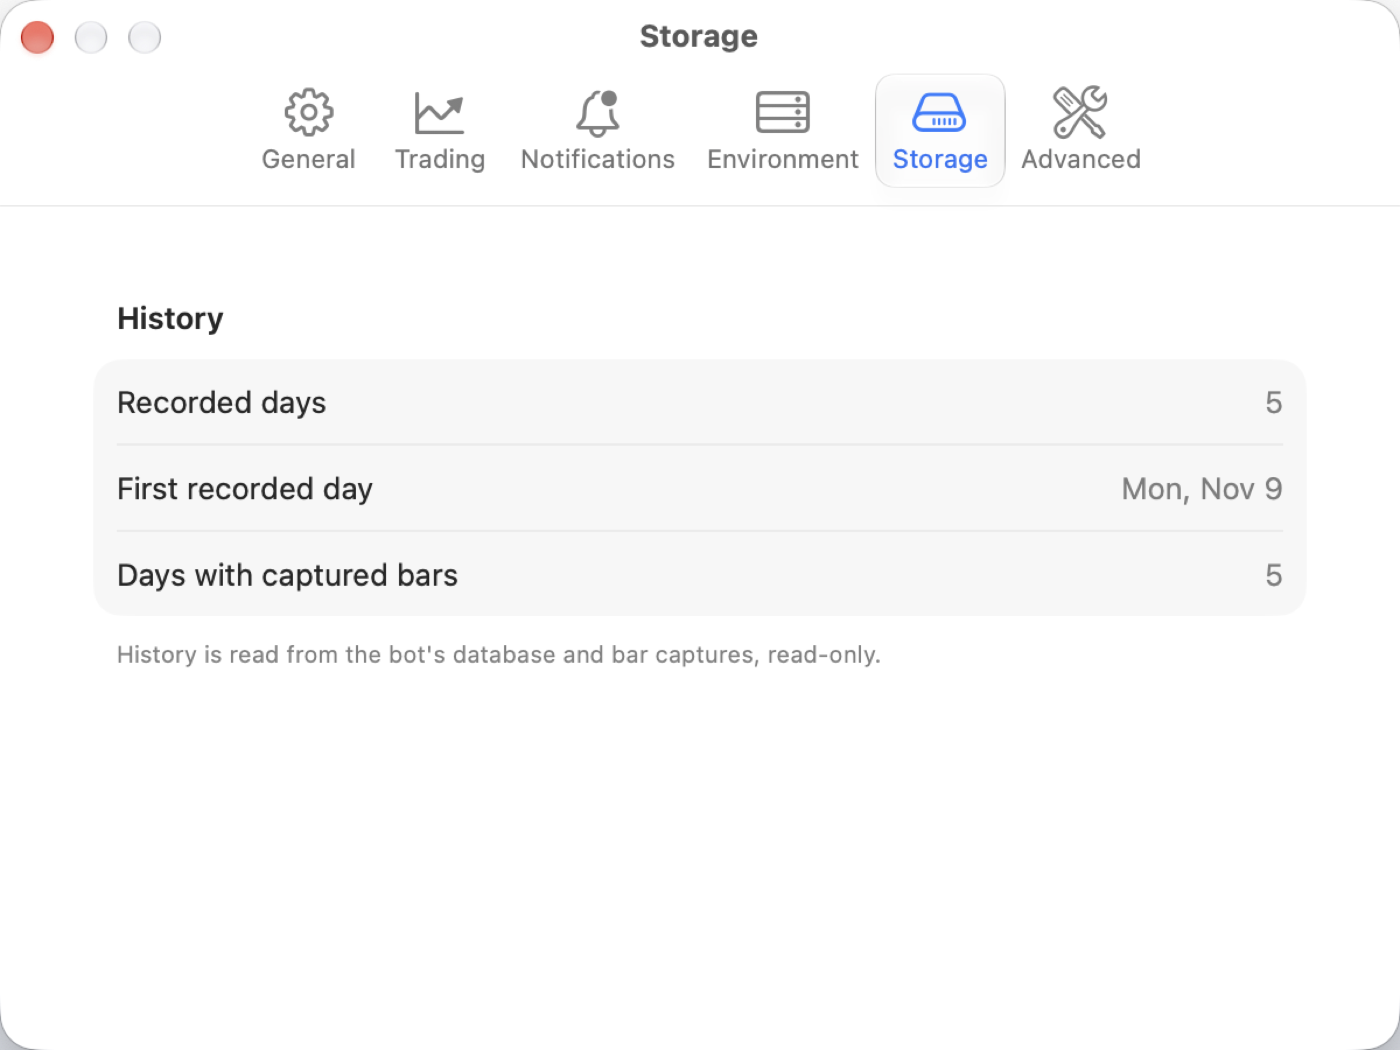 Storage
General
Trading
Notifications
Environment
Storage
Advanced
History
Recorded days 5
First recorded day Mon, Nov 9
Days with captured bars 5
History is read from the bot's database and bar captures, read-only.